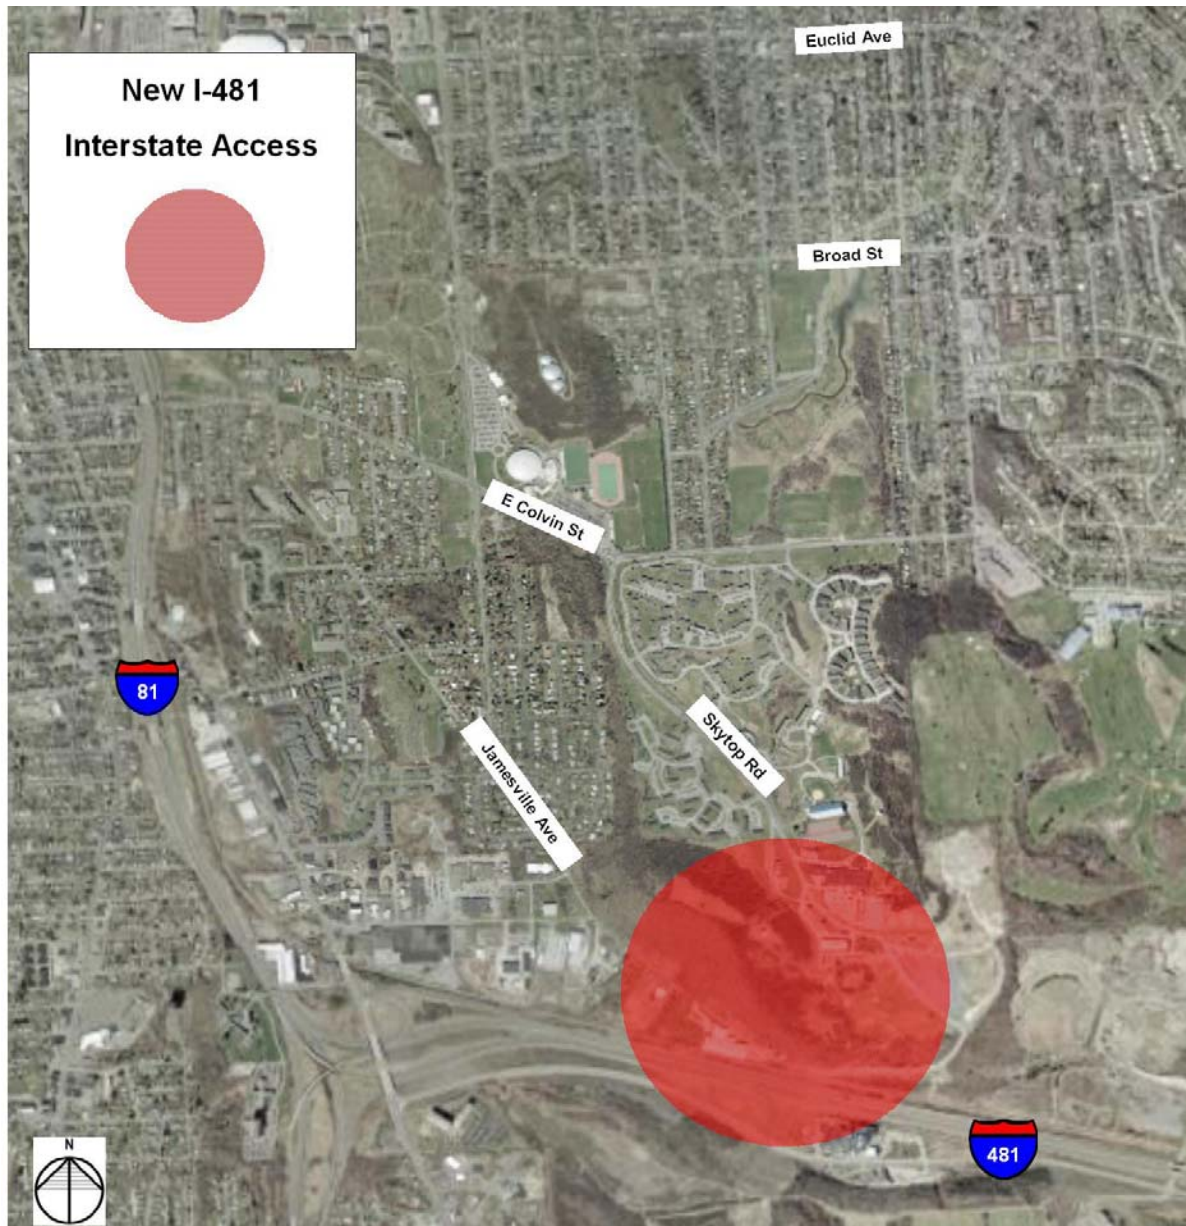 Euclid Ave
New I-481
Interstate Access
Broad St
E Colvin St
81
Skytop Rd
Jamesville Ave
481
N